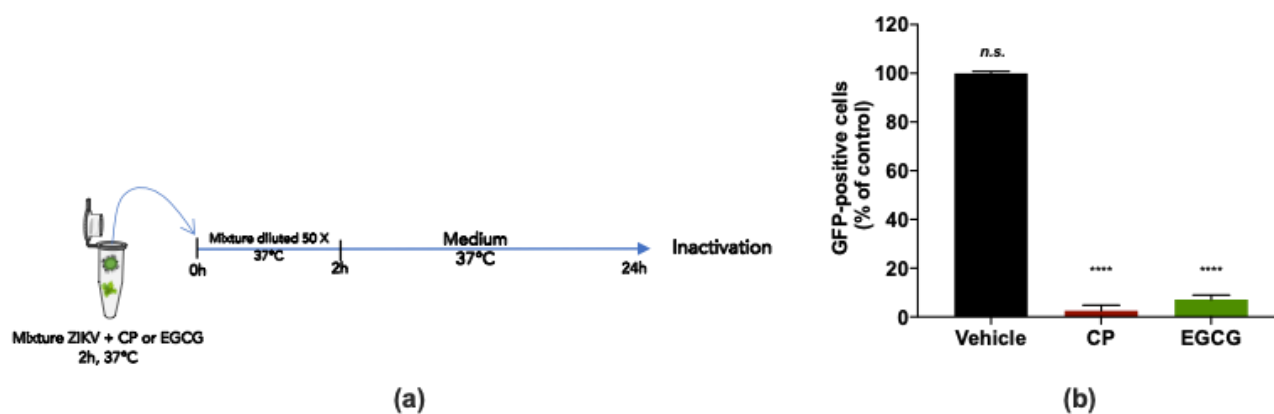 Mixture ZIKV + CP or EGCG
2h, 37°C
Mixture diluted 50 X
37°C
0h
2h
Medium
37°C
24h
Inactivation
(a)
GFP-positive cells
(% of control)
120
100
80
60
40
20
0
n.s.
****
****
Vehicle
CP
EGCG
(b)